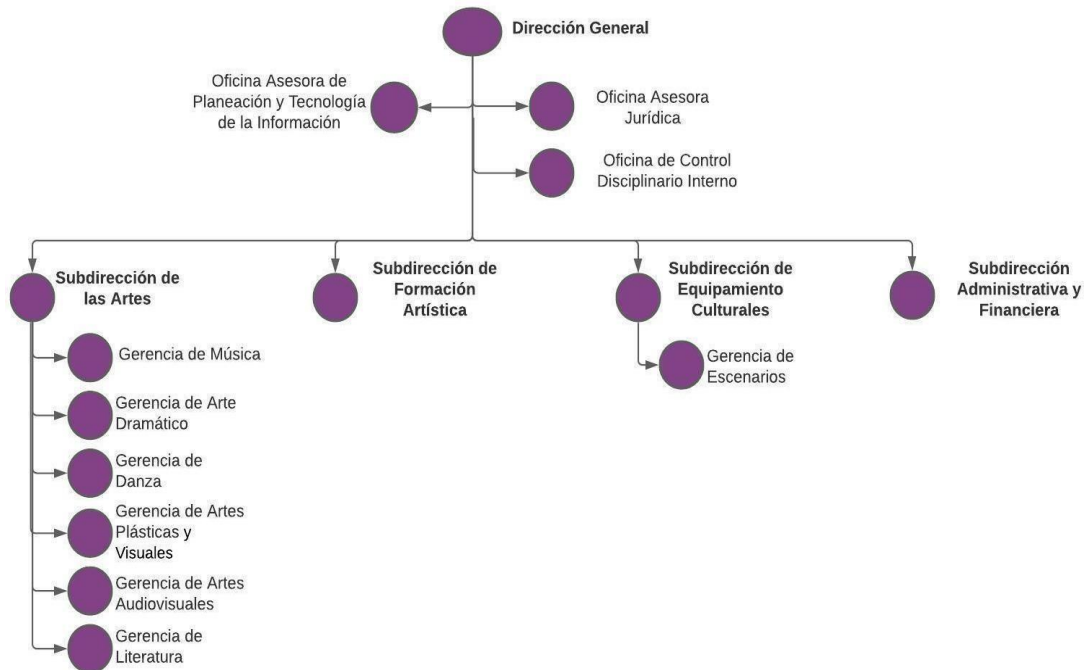 Dirección General
Oficina Asesora de
Planeación y Tecnología
de la Información
Oficina Asesora
Jurídica
Oficina de Control
Disciplinario Interno
Subdirección de
las Artes
Subdirección de
Formación
Artística
Subdirección de
Equipamiento
Culturales
Subdirección
Administrativa y
Financiera
Gerencia de Música
Gerencia de Arte
Dramático
Gerencia de
Danza
Gerencia de Artes
Plásticas y
Visuales
Gerencia de Artes
Audiovisuales
Gerencia de
Literatura
Gerencia de
Escenarios